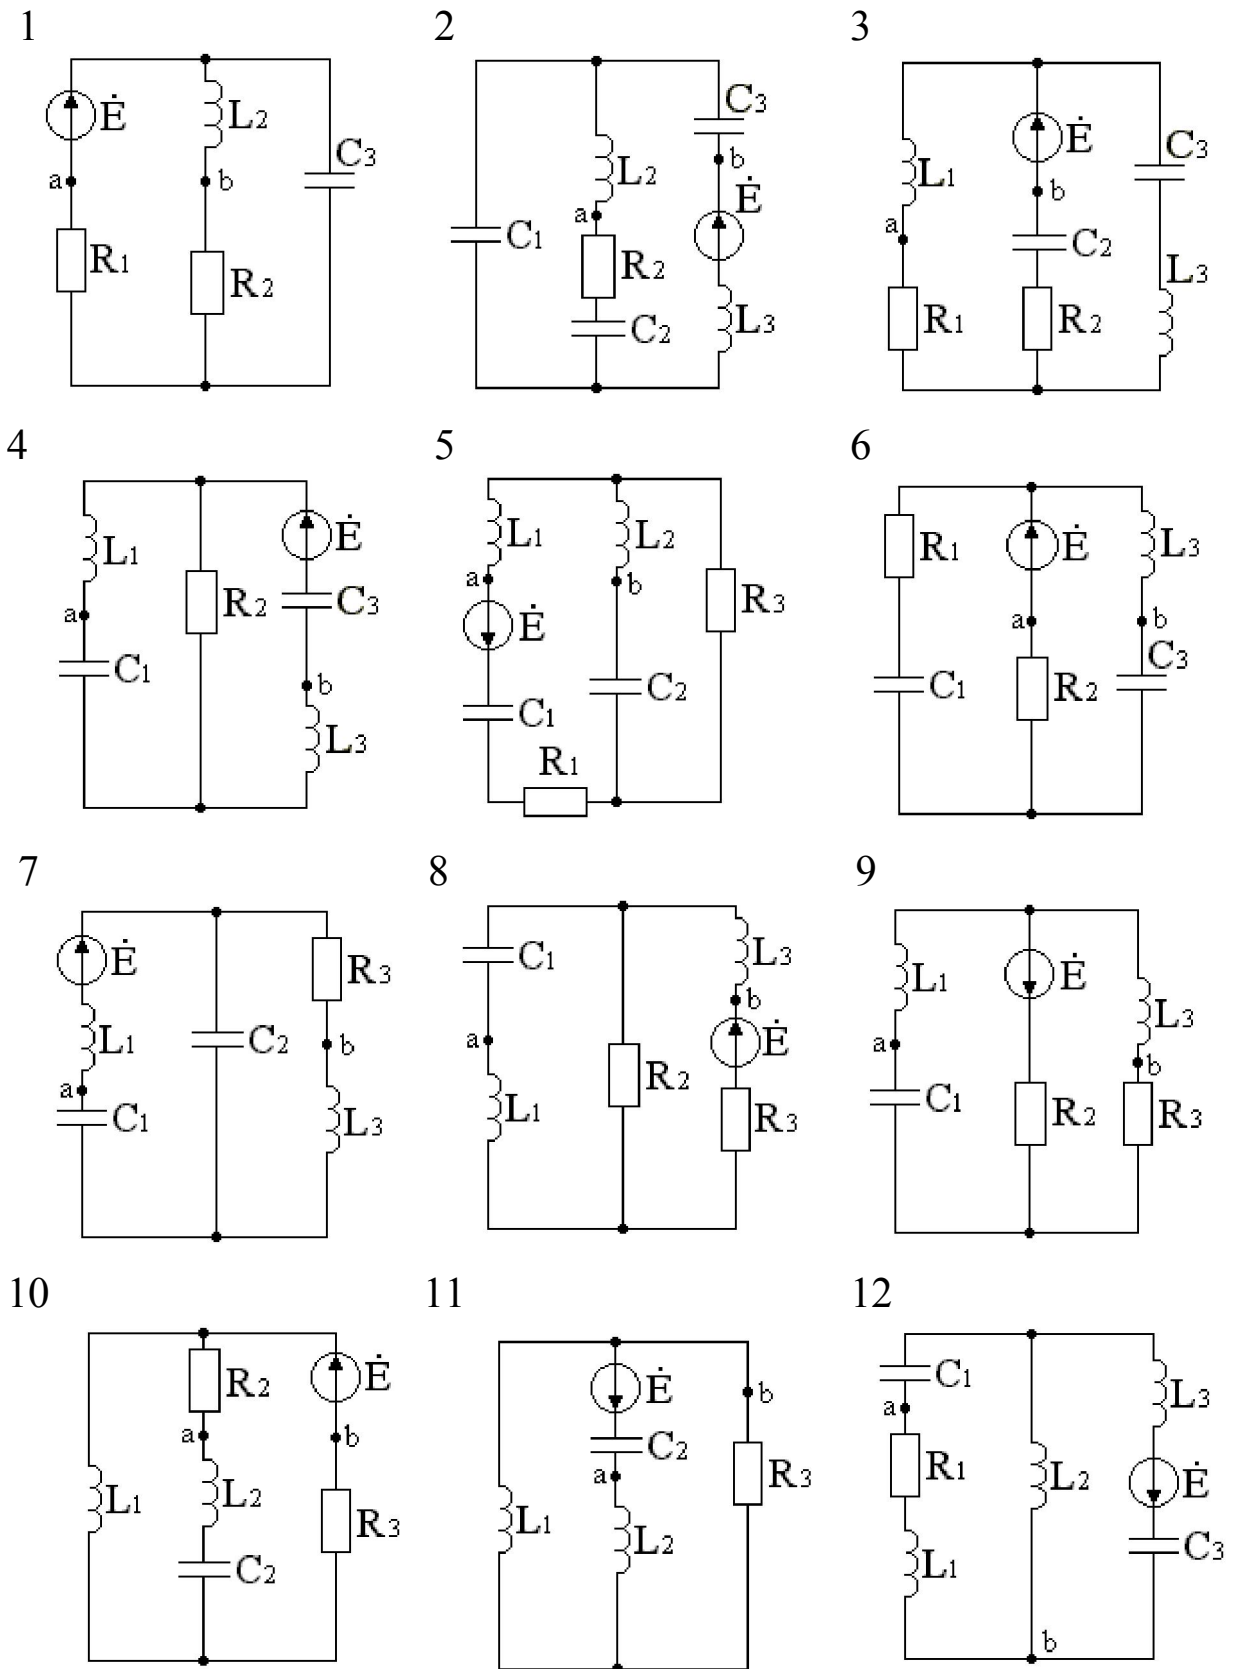 1 2 3
Ė L2 C3 a b R1 R2
C3 b L2 a Ė C1 R2 C2 L3
Ė C3 L1 b a C2 L3 R1 R2
4 5 6
L1 Ė R2 C3 a C1 b L3
L1 L2 a b R3 Ė C2 C1 R1
R1 Ė L3 a b C3 C1 R2
7 8 9
Ė R3 L1 C2 b a C1 L3
C1 L3 b a Ė R2 L1 R3
L1 Ė L3 a b C1 R2 R3
10 11 12
R2 Ė a b L2 L1 R3 C2
Ė b C2 a R3 L1 L2
C1 L3 a R1 L2 Ė C3 L1 b